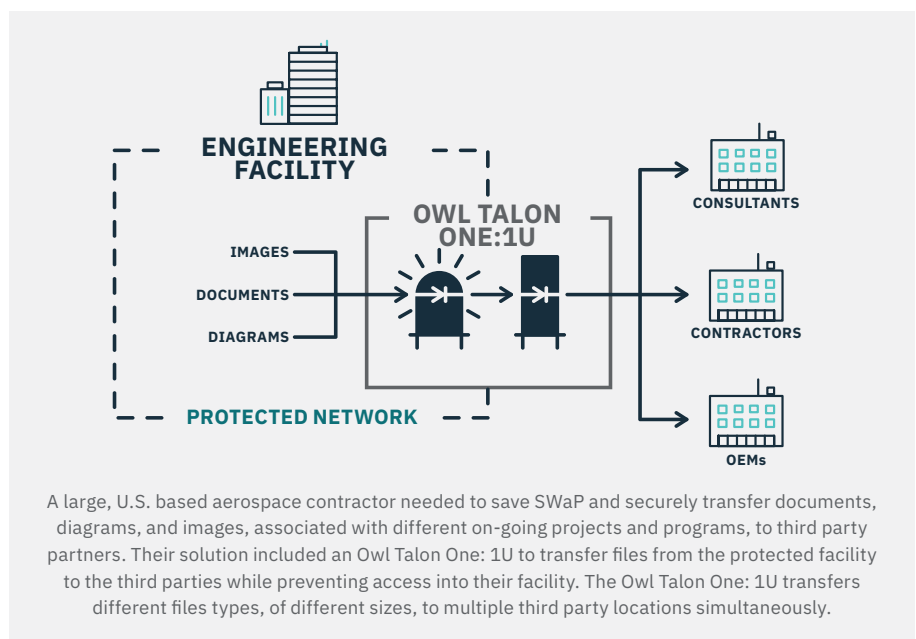 ENGINEERING
FACILITY
OWL TALON
ONE:1U
IMAGES
DOCUMENTS
DIAGRAMS
PROTECTED NETWORK
CONSULTANTS
CONTRACTORS
OEMs
A large, U.S. based aerospace contractor needed to save SWaP and securely transfer documents,
diagrams, and images, associated with different on-going projects and programs, to third party
partners. Their solution included an Owl Talon One: 1U to transfer files from the protected facility
to the third parties while preventing access into their facility. The Owl Talon One: 1U transfers
different files types, of different sizes, to multiple third party locations simultaneously.